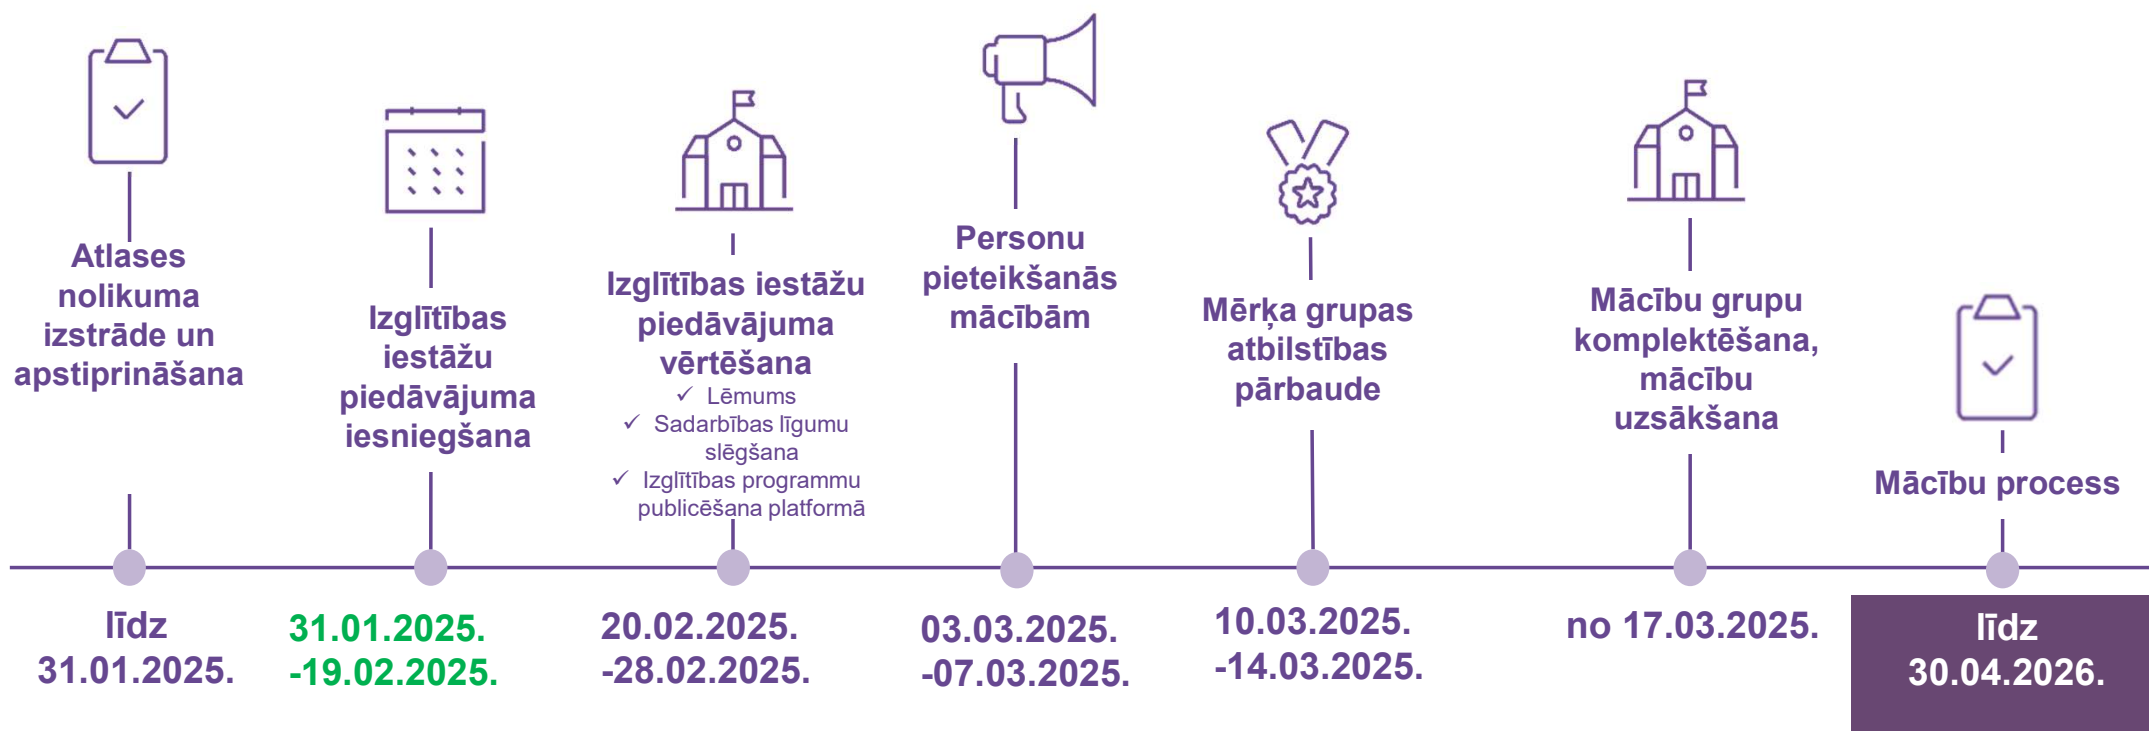 Atlases
nolikuma
izstrāde un
apstiprināšana
līdz
31.01.2025.
Izglītības
iestāžu
piedāvājuma
iesniegšana
31.01.2025.
-19.02.2025.
Izglītības iestāžu
piedāvājuma
vērtēšana
✓ Lēmums
✓ Sadarbības līgumu
slēgšana
✓ Izglītības programmu
publicēšana platformā
20.02.2025.
-28.02.2025.
Personu
pieteikšanās
mācībām
03.03.2025.
-07.03.2025.
Mērķa grupas
atbilstības
pārbaude
10.03.2025.
-14.03.2025.
Mācību grupu
komplektēšana,
mācību
uzsākšana
no 17.03.2025.
Mācību process
līdz
30.04.2026.